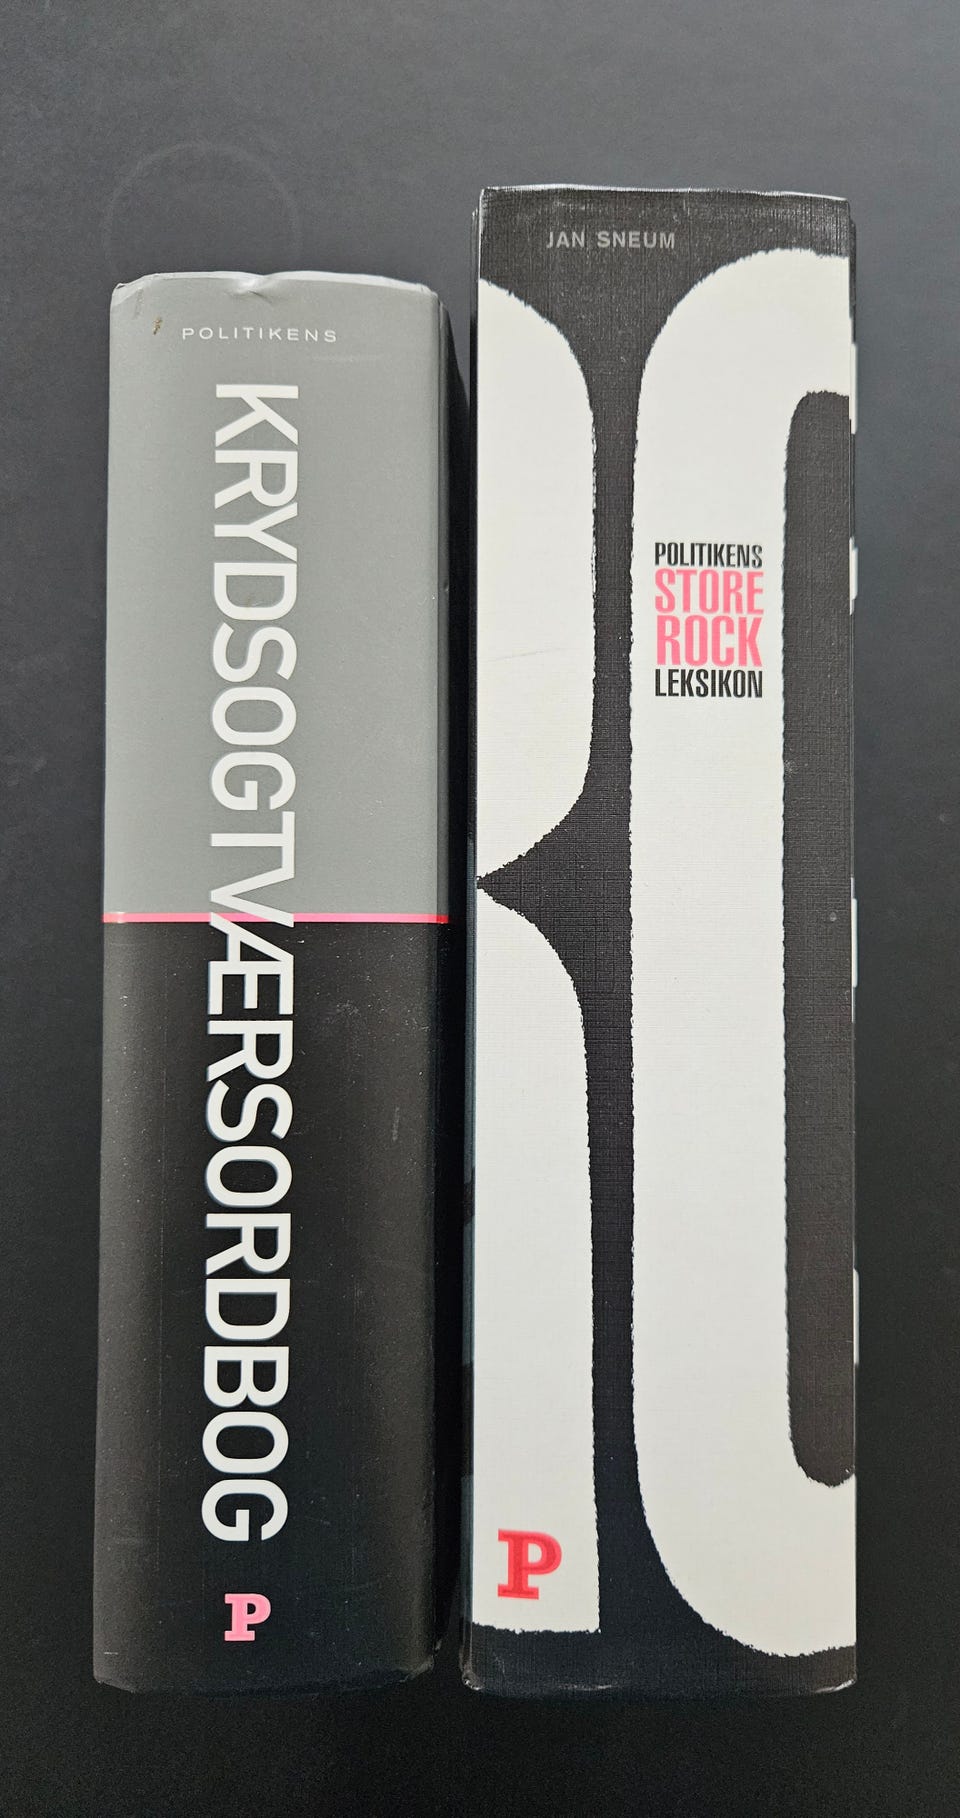 POLITIKENS
KRYDSOGTVÆRSORDBOG
P
JAN SNEUM
POLITIKENS
STORE
ROCK
LEKSIKON
P